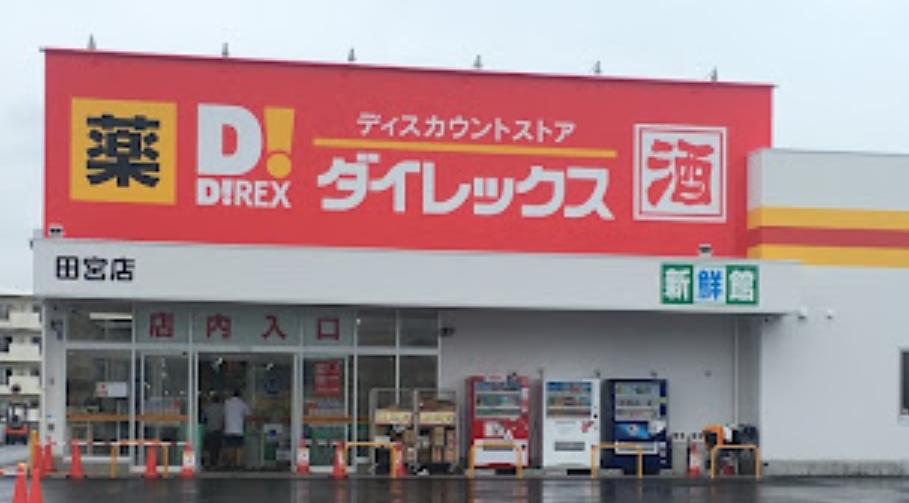 薬
D!
D!REX
ディスカウントストア
ダイレックス
酒
田宮店
新鮮館
店内入口